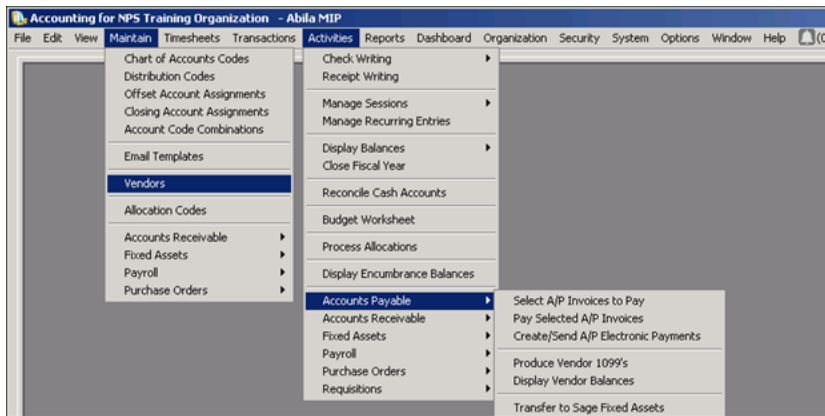 Accounting for NPS Training Organization - Abila MIP
File Edit View Maintain Timesheets Transactions Activities Reports Dashboard Organization Security System Options Window Help (0
Chart of Accounts Codes
Distribution Codes
Offset Account Assignments
Closing Account Assignments
Account Code Combinations
Email Templates
Vendors
Allocation Codes
Accounts Receivable
Fixed Assets
Payroll
Purchase Orders
Check Writing
Receipt Writing
Manage Sessions
Manage Recurring Entries
Display Balances
Close Fiscal Year
Reconcile Cash Accounts
Budget Worksheet
Process Allocations
Display Encumbrance Balances
Accounts Payable
Accounts Receivable
Fixed Assets
Payroll
Purchase Orders
Requisitions
Select A/P Invoices to Pay
Pay Selected A/P Invoices
Create/Send A/P Electronic Payments
Produce Vendor 1099's
Display Vendor Balances
Transfer to Sage Fixed Assets